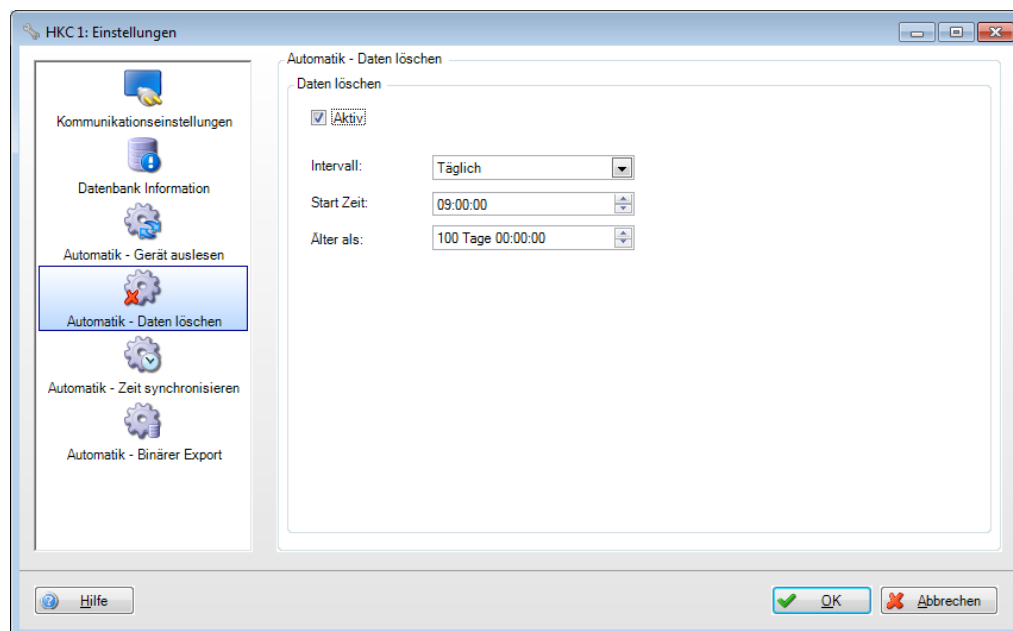 HKC 1: Einstellungen
Kommunikationseinstellungen
Datenbank Information
Automatik - Gerät auslesen
Automatik - Daten löschen
Automatik - Zeit synchronisieren
Automatik - Binärer Export
Automatik - Daten löschen
Daten löschen
Aktiv
Intervall: Täglich
Start Zeit: 09:00:00
Älter als: 100 Tage 00:00:00
Hilfe
OK
Abbrechen